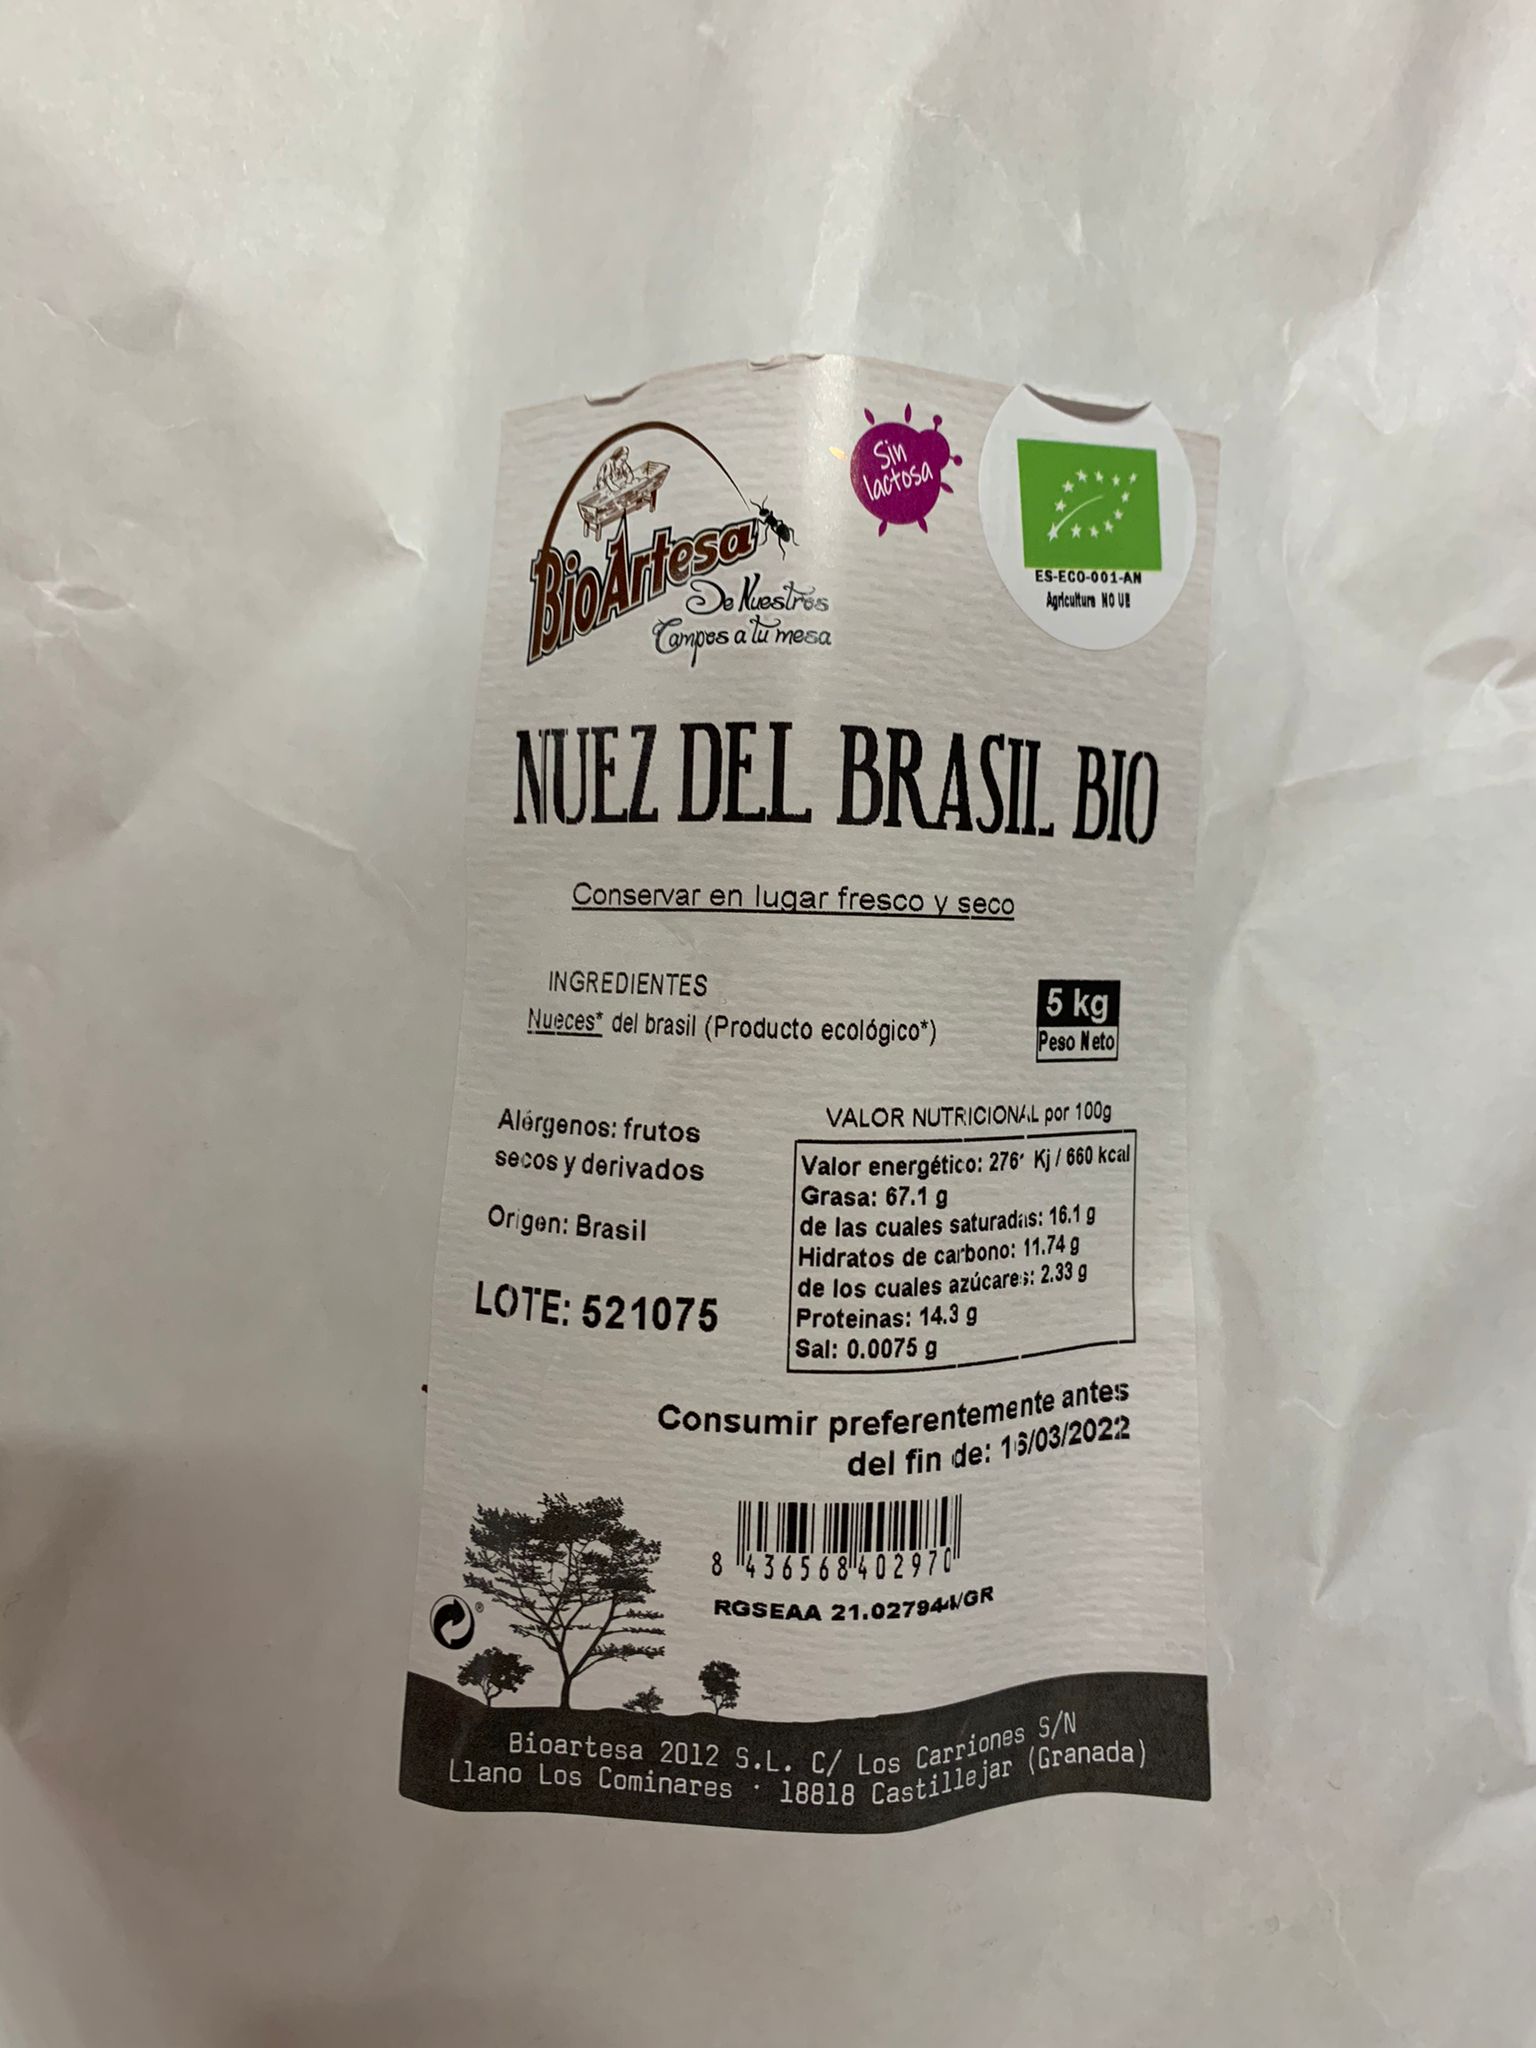 Sin
lactosa
BioArtesa
De Nuestros
Campos a tu mesa
ES-ECO-001-AN
Agricultura NO UE
NUEZ DEL BRASIL BIO
Conservar en lugar fresco y seco
INGREDIENTES
Nueces* del brasil (Producto ecológico*)
5 kg
Peso Neto
Alérgenos: frutos
secos y derivados
Origen: Brasil
LOTE: 521075
VALOR NUTRICIONAL por 100g
Valor energético: Kj / 660 kcal
Grasa: 67.1 g
de las cuales saturadas: 16.1 g
Hidratos de carbono: 11.74 g
de los cuales azúcares: 2.33 g
Proteinas: 14.3 g
Sal: 0.0075 g
Consumir preferentemente antes
del fin de: 16/03/2022
8 436568 402970
RGSEAA 21.027944/GR
Bioartesa 2012 S.L. C/ Los Carriones S/N
Llano Los Cominares · 18818 Castillejar (Granada)